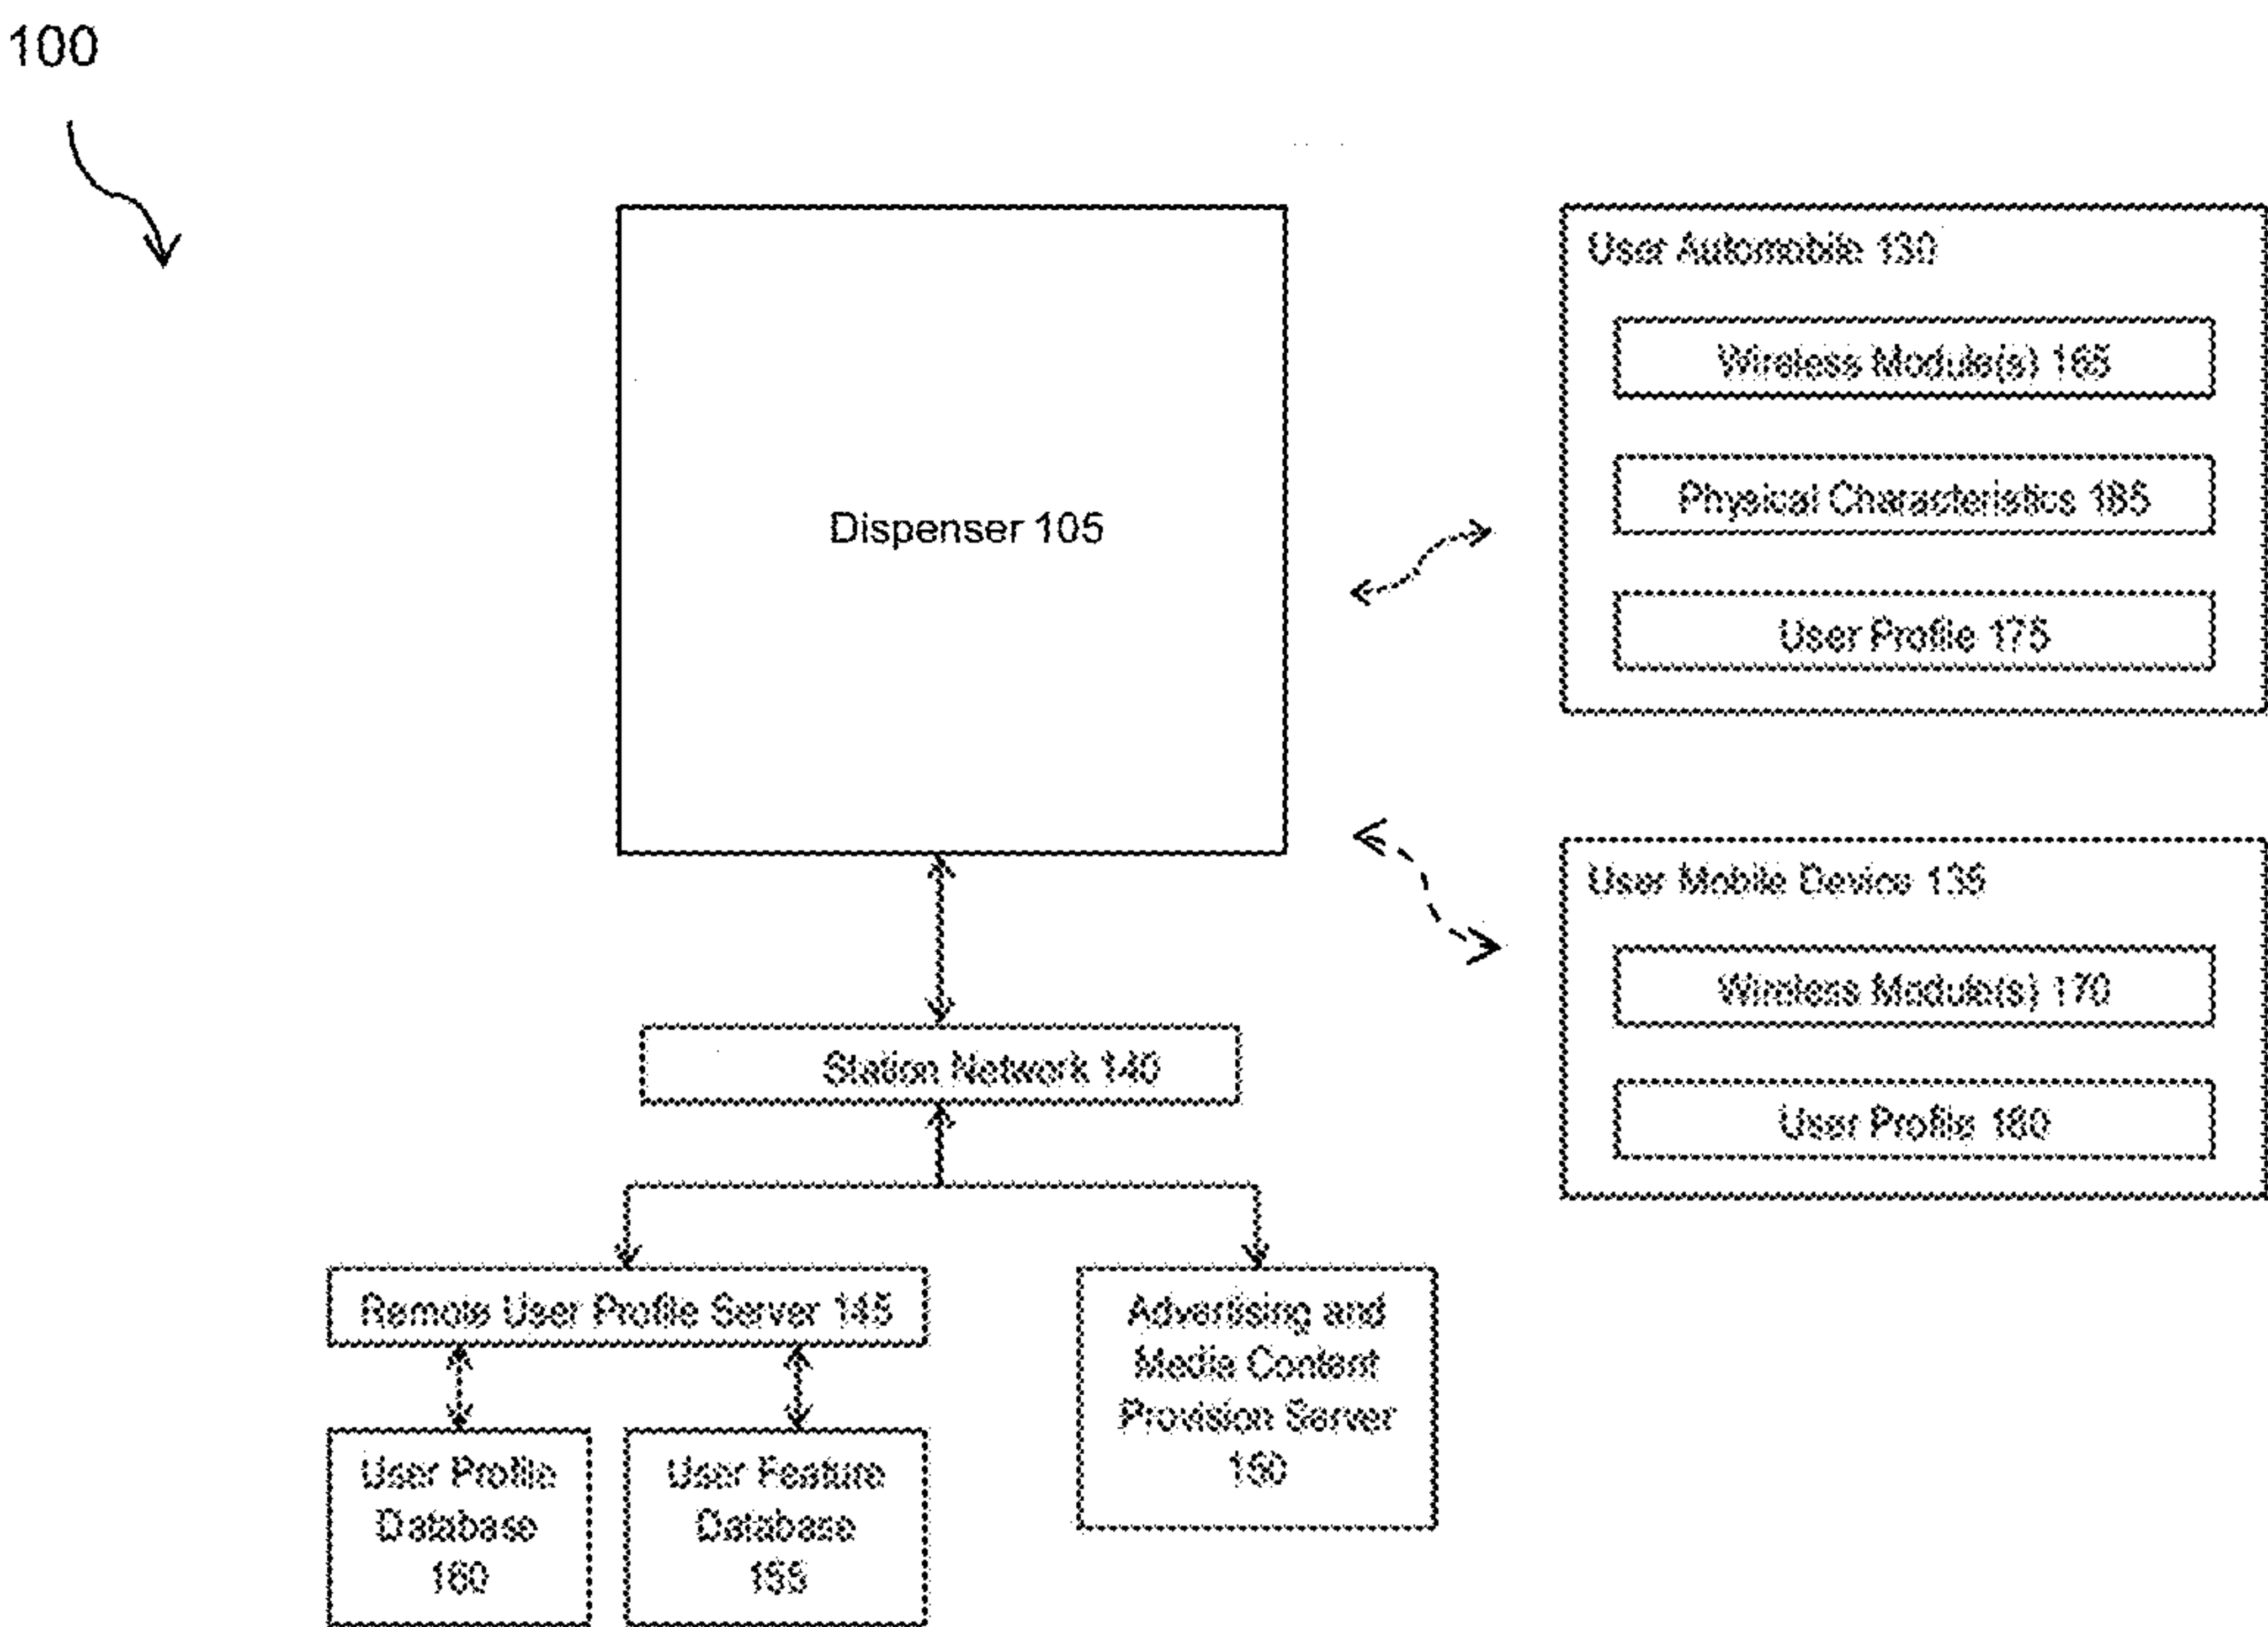 100
Dispenser 105
User Automobile 130
Wireless Module(s) 165
Physical Characteristics 185
User Profile 175
User Mobile Device 135
Wireless Module(s) 170
User Profile 180
Station Network 140
Remote User Profile Server 145
User Profile
Database
160
User Feature
Database
155
Advertising and
Media Content
Provision Server
150